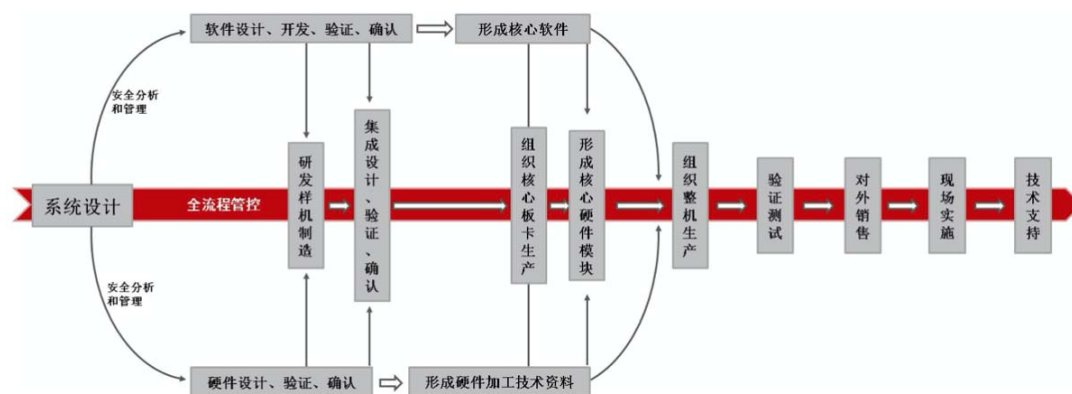 软件设计、开发、验证、确认
形成核心软件
安全分析
和管理
系统设计
全流程管控
研发样机制造
集成设计、验证、确认
组织核心板卡生产
形成核心硬件模块
组织整机生产
验证测试
对外销售
现场实施
技术支持
安全分析
和管理
硬件设计、验证、确认
形成硬件加工技术资料